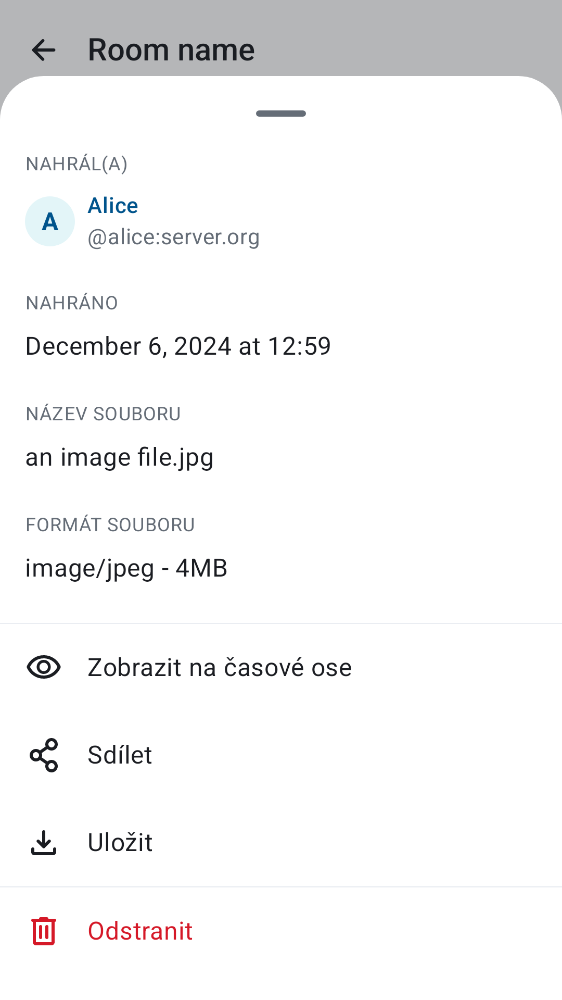 Room name
NAHRÁL(A)
A
Alice
@alice:server.org
NAHRÁNO
December 6, 2024 at 12:59
NÁZEV SOUBORU
an image file.jpg
FORMÁT SOUBORU
image/jpeg - 4MB
Zobrazit na časové ose
Sdílet
Uložit
Odstranit